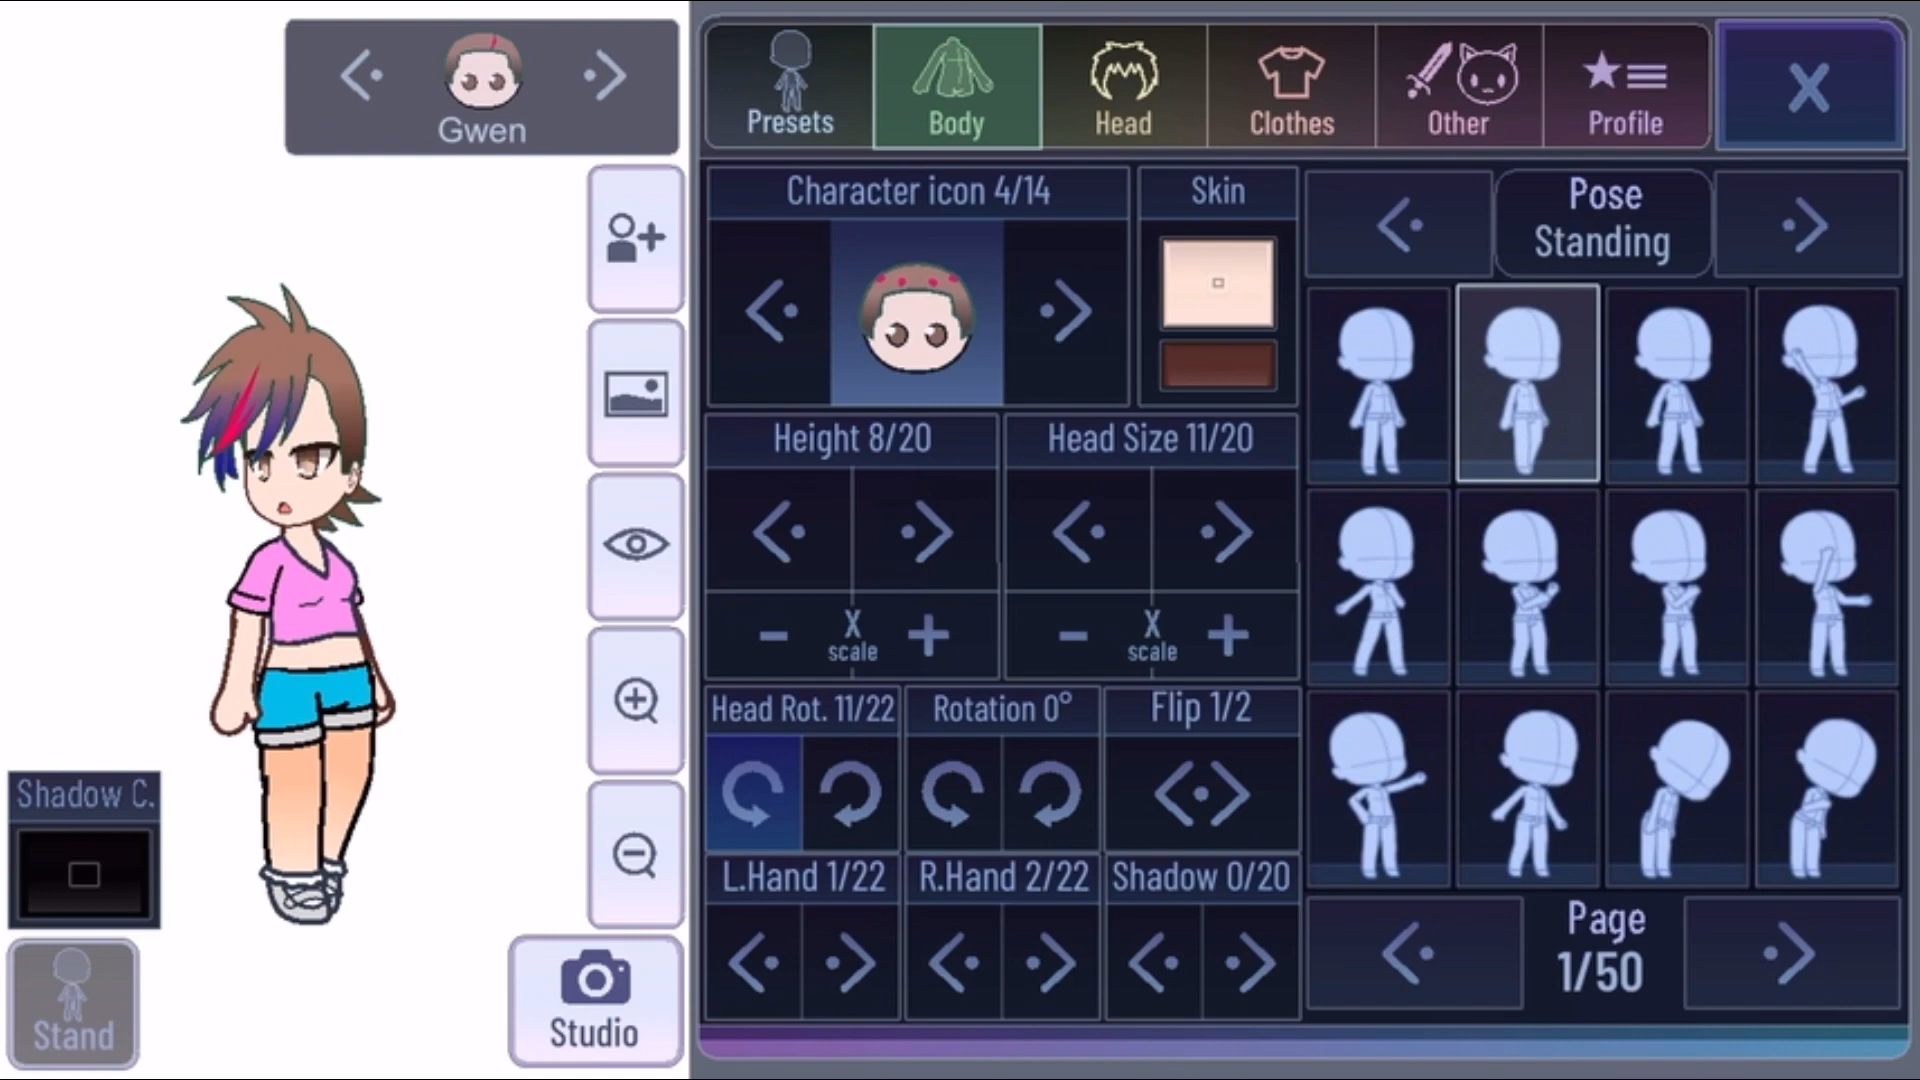 Gwen
Presets
Body
Head
Clothes
Other
Profile
X
Character icon 4/14
Skin
Pose
Standing
Height 8/20
Head Size 11/20
X
scale
X
scale
Head Rot. 11/22
Rotation 0°
Flip 1/2
Shadow C.
L.Hand 1/22
R.Hand 2/22
Shadow 0/20
Page
1/50
Stand
Studio